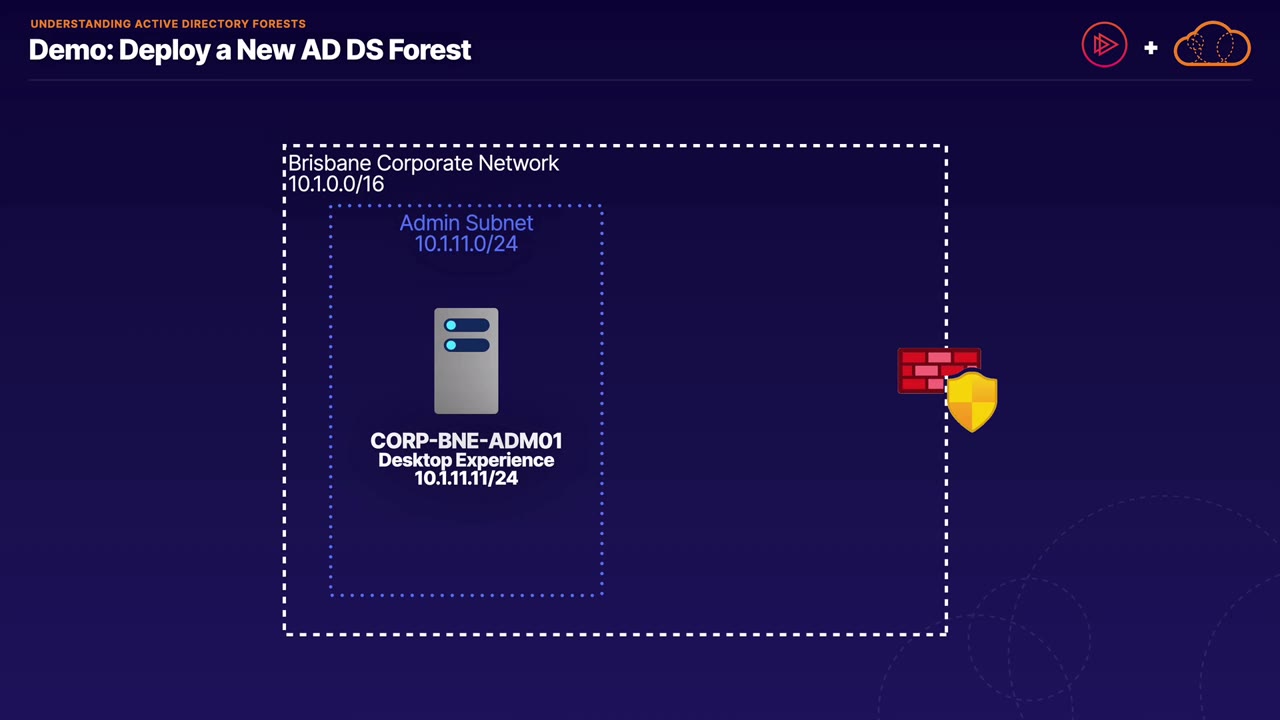 UNDERSTANDING ACTIVE DIRECTORY FORESTS
Demo: Deploy a New AD DS Forest
+
Brisbane Corporate Network
10.1.0.0/16
Admin Subnet
10.1.11.0/24
CORP-BNE-ADM01
Desktop Experience
10.1.11.11/24